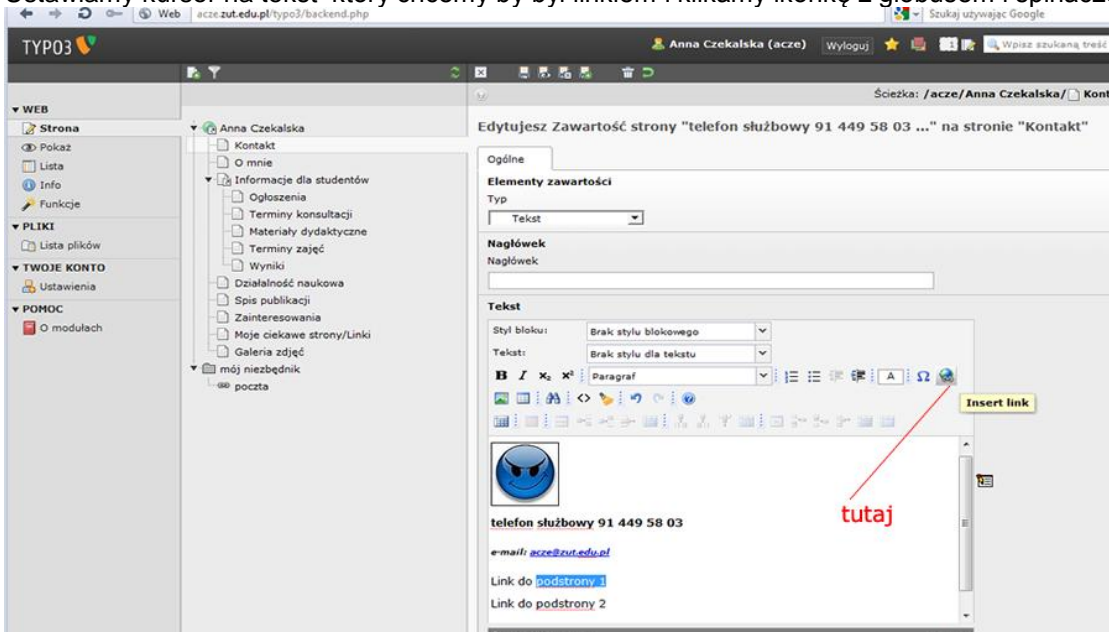 Ustawiamy kursor na tekst który chcemy by był linkiem i klikamy ikonkę z globusem i spinacz
Web acze.zut.edu.pl/typo3/backend.php Szukaj używając Google
TYPO3 Anna Czekalska (acze) Wyloguj Wpisz szukaną treść
Ścieżka: /acze/Anna Czekalska/ Kont
WEB
Strona
Pokaż
Lista
Info
Funkcje
PLIKI
Lista plików
TWOJE KONTO
Ustawienia
POMOC
O modułach
Anna Czekalska
Kontakt
O mnie
Informacje dla studentów
Ogłoszenia
Terminy konsultacji
Materiały dydaktyczne
Terminy zajęć
Wyniki
Działalność naukowa
Spis publikacji
Zainteresowania
Moje ciekawe strony/Linki
Galeria zdjęć
mój niezbędnik
poczta
Edytujesz Zawartość strony "telefon służbowy 91 449 58 03 ..." na stronie "Kontakt"
Ogólne
Elementy zawartości
Typ
Tekst
Nagłówek
Nagłówek
Tekst
Styl bloku: Brak stylu blokowego
Tekst: Brak stylu dla tekstu
B I x₂ x² Paragraf A Ω
Insert link
tutaj
telefon służbowy 91 449 58 03
e-mail: acze@zut.edu.pl
Link do podstrony 1
Link do podstrony 2